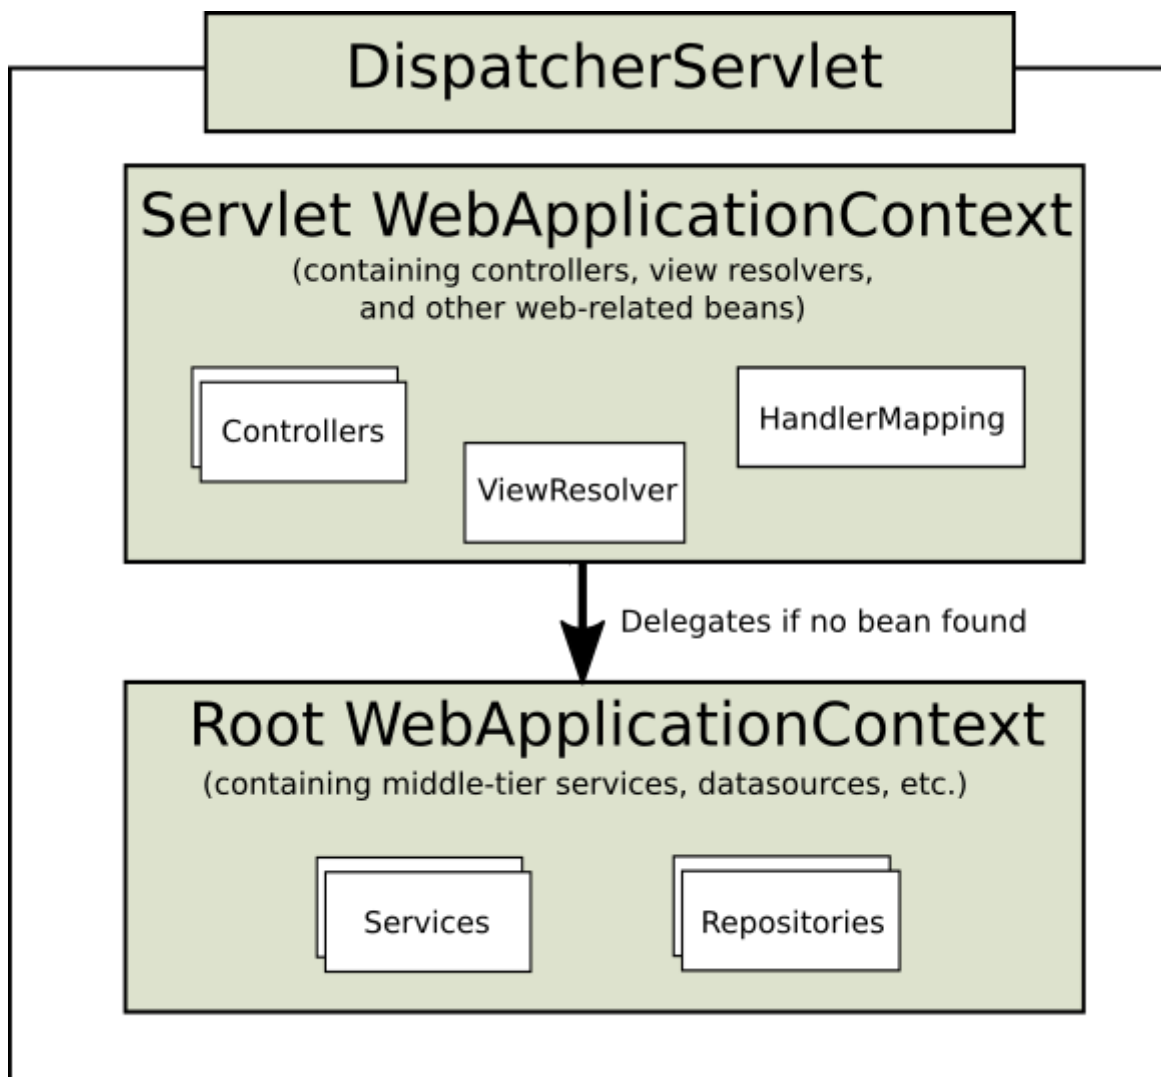 DispatcherServlet
Servlet WebApplicationContext
(containing controllers, view resolvers,
and other web-related beans)
Controllers
HandlerMapping
ViewResolver
Delegates if no bean found
Root WebApplicationContext
(containing middle-tier services, datasources, etc.)
Services
Repositories